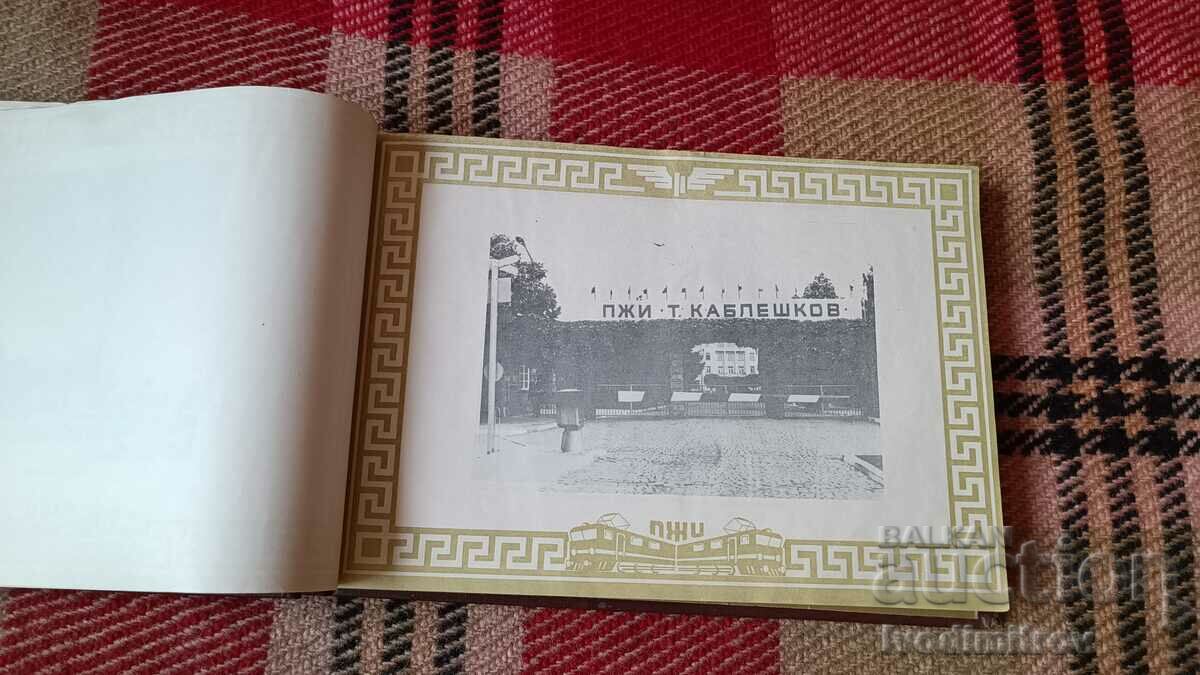 ПЖИ · Т. КАБЛЕШКОВ ·
ПЖИ
BALKAN
auction
Ivodimitrov